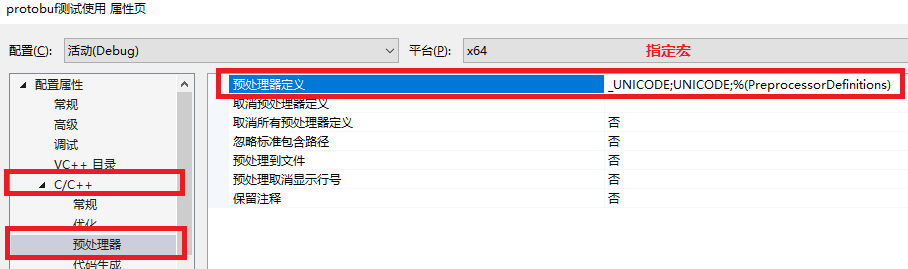 protobuf测试使用 属性页
配置(C): 活动(Debug) 平台(P): x64 指定宏
配置属性
常规
高级
调试
VC++ 目录
C/C++
常规
优化
预处理器
代码生成
预处理器定义 _UNICODE;UNICODE;%(PreprocessorDefinitions)
取消预处理器定义
取消所有预处理器定义 否
忽略标准包含路径 否
预处理到文件 否
预处理取消显示行号 否
保留注释 否